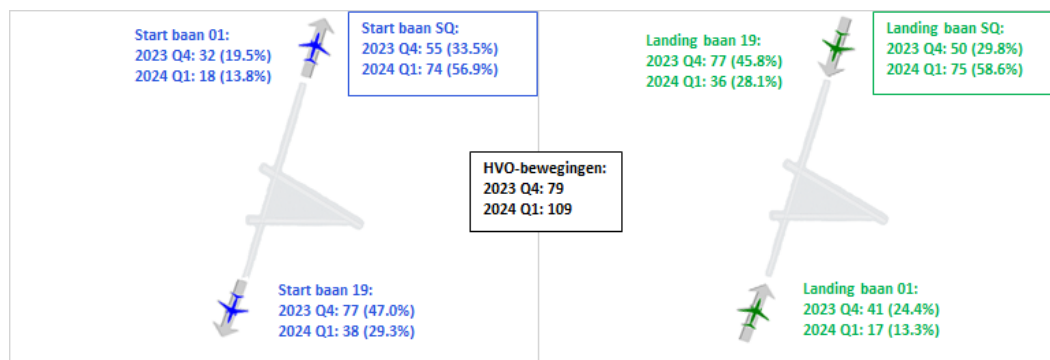 Start baan 01:
2023 Q4: 32 (19.5%)
2024 Q1: 18 (13.8%)
Start baan SQ:
2023 Q4: 55 (33.5%)
2024 Q1: 74 (56.9%)
Landing baan 19:
2023 Q4: 77 (45.8%)
2024 Q1: 36 (28.1%)
Landing baan SQ:
2023 Q4: 50 (29.8%)
2024 Q1: 75 (58.6%)
HVO-bewegingen:
2023 Q4: 79
2024 Q1: 109
Start baan 19:
2023 Q4: 77 (47.0%)
2024 Q1: 38 (29.3%)
Landing baan 01:
2023 Q4: 41 (24.4%)
2024 Q1: 17 (13.3%)